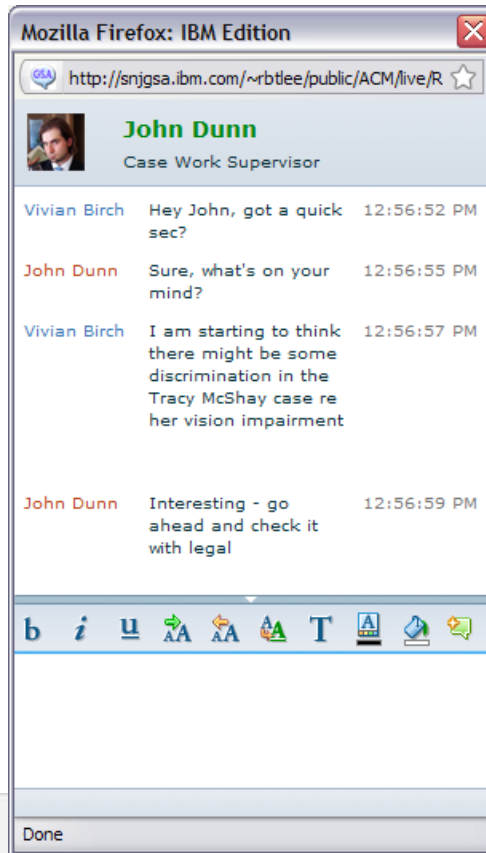 Mozilla Firefox: IBM Edition
GSA http://snjgsa.ibm.com/~rbtlee/public/ACM/live/R
John Dunn
Case Work Supervisor
Vivian Birch Hey John, got a quick 12:56:52 PM
sec?
John Dunn Sure, what's on your 12:56:55 PM
mind?
Vivian Birch I am starting to think 12:56:57 PM
there might be some
discrimination in the
Tracy McShay case re
her vision impairment
John Dunn Interesting - go 12:56:59 PM
ahead and check it
with legal
b i u AA AA AA T A
Done